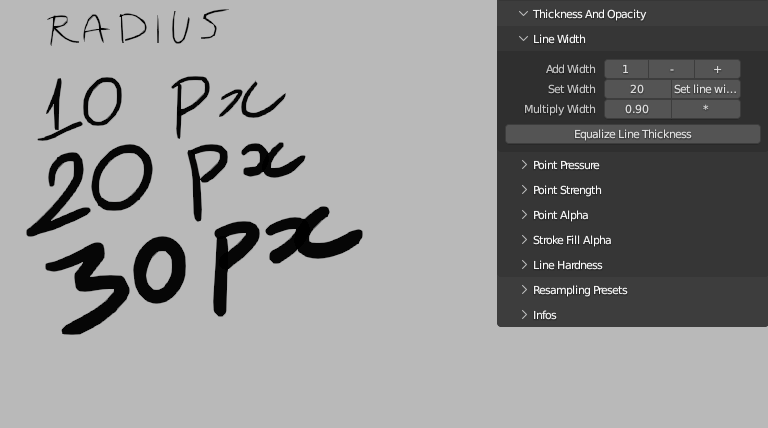 RADIUS
10 px
20 px
30 px
Thickness And Opacity
Line Width
Add Width 1 - +
Set Width 20 Set line wi...
Multiply Width 0.90 *
Equalize Line Thickness
Point Pressure
Point Strength
Point Alpha
Stroke Fill Alpha
Line Hardness
Resampling Presets
Infos